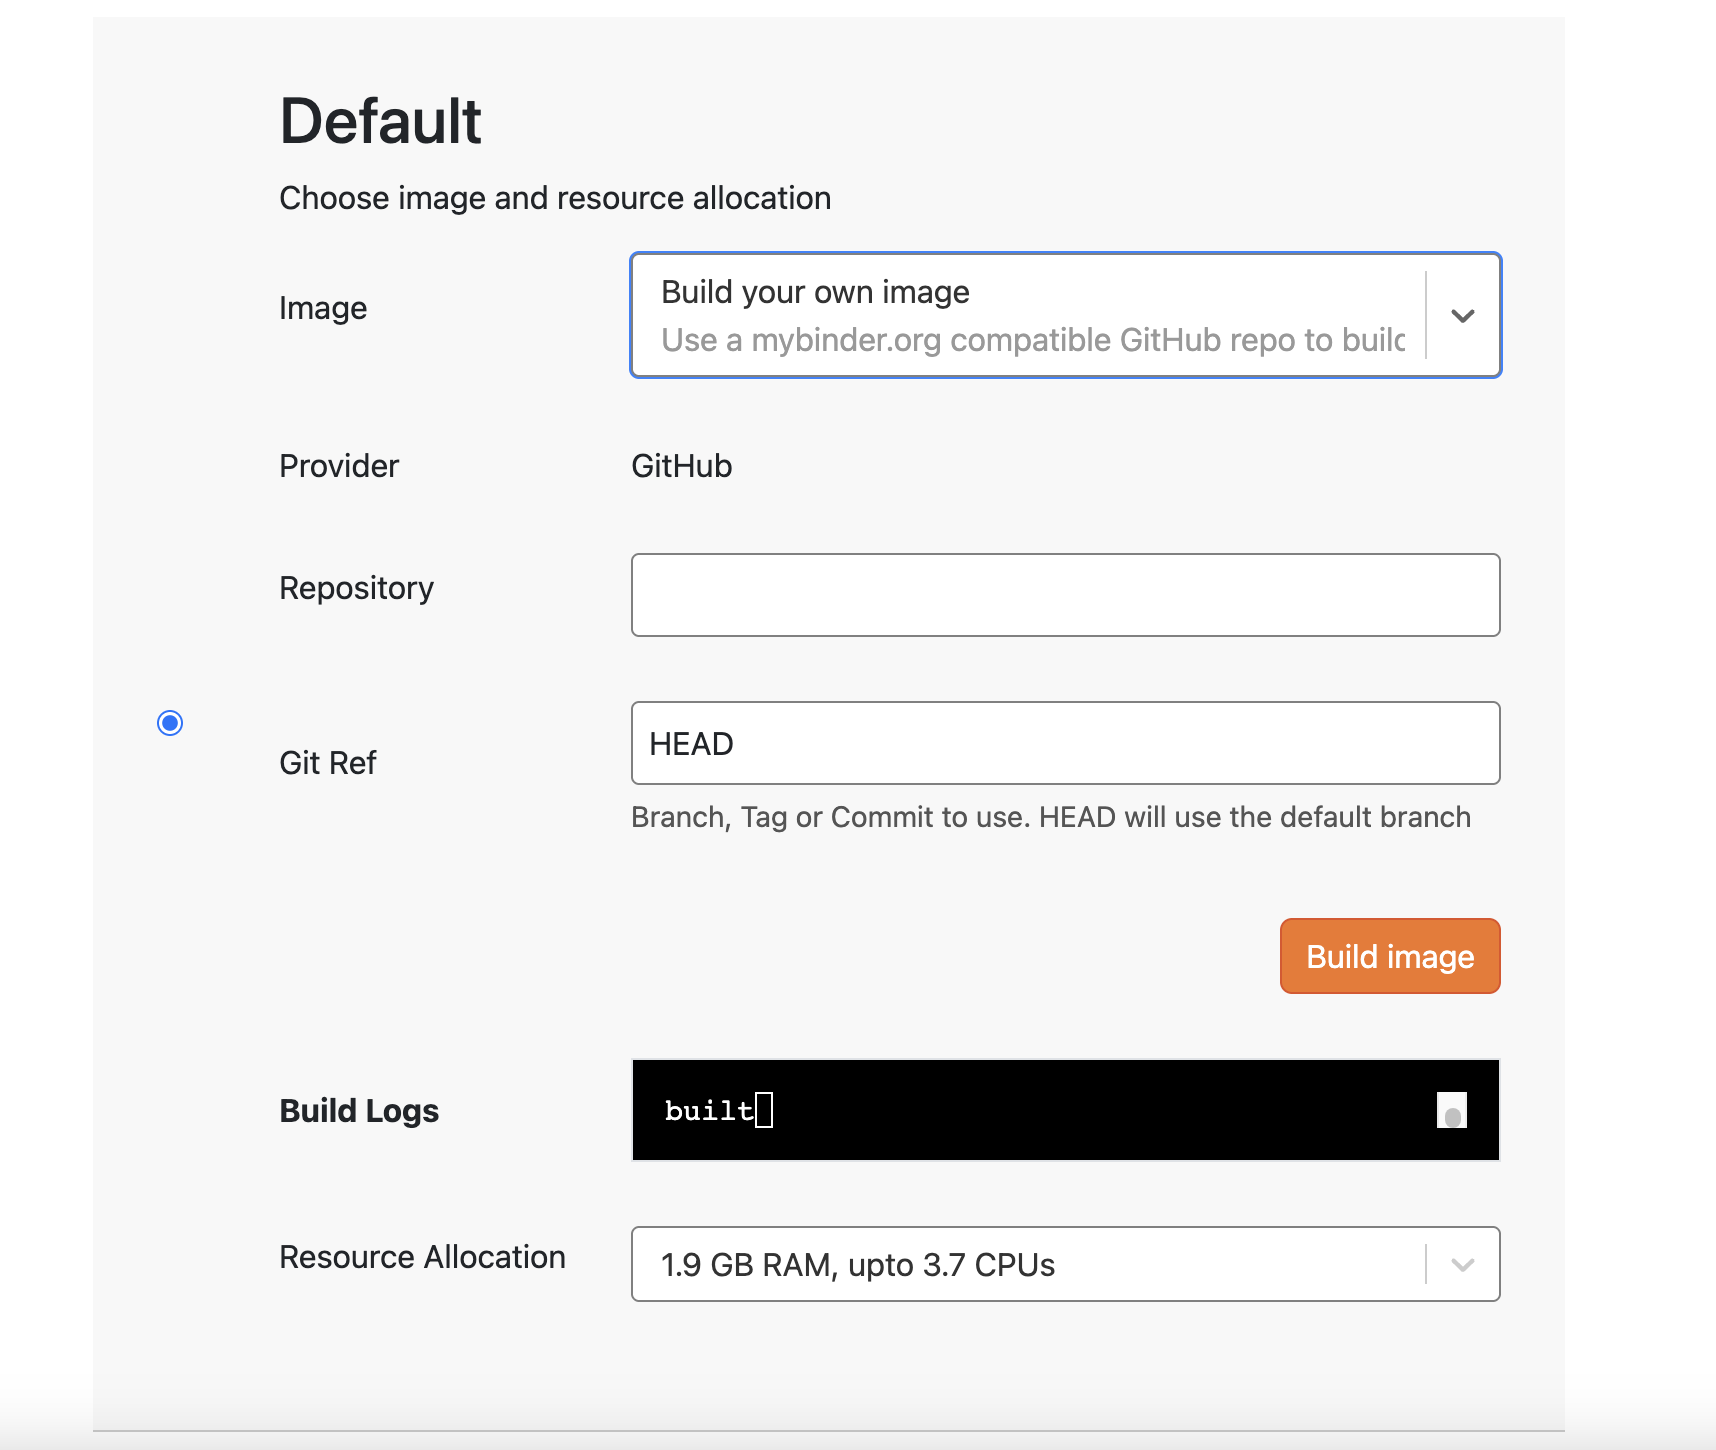 Default
Choose image and resource allocation
Image
Build your own image
Use a mybinder.org compatible GitHub repo to build
Provider
GitHub
Repository
Git Ref
HEAD
Branch, Tag or Commit to use. HEAD will use the default branch
Build image
Build Logs
built
Resource Allocation
1.9 GB RAM, upto 3.7 CPUs